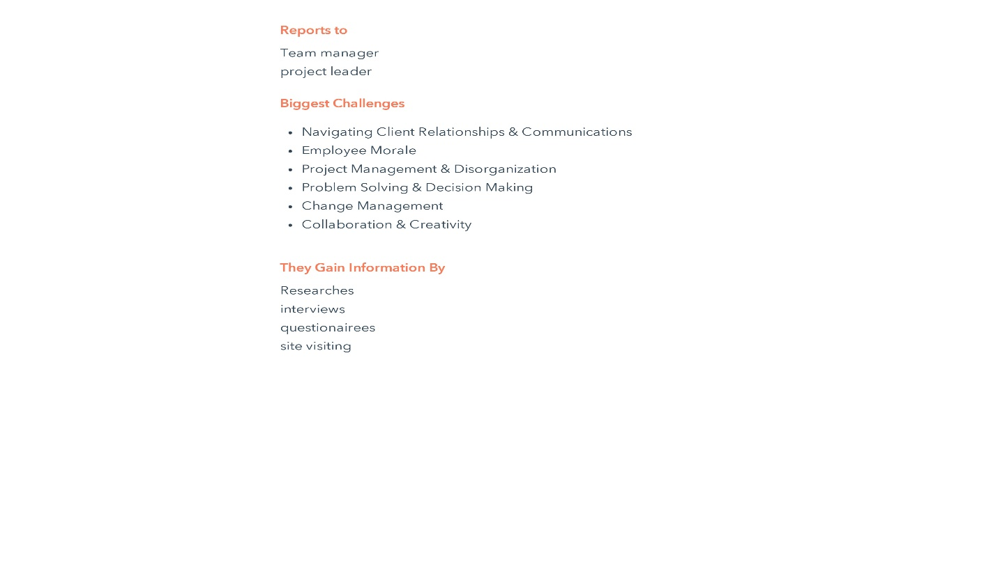 Reports to
Team manager
project leader
Biggest Challenges
• Navigating Client Relationships & Communications
• Employee Morale
• Project Management & Disorganization
• Problem Solving & Decision Making
• Change Management
• Collaboration & Creativity
They Gain Information By
Researches
interviews
questionairees
site visiting